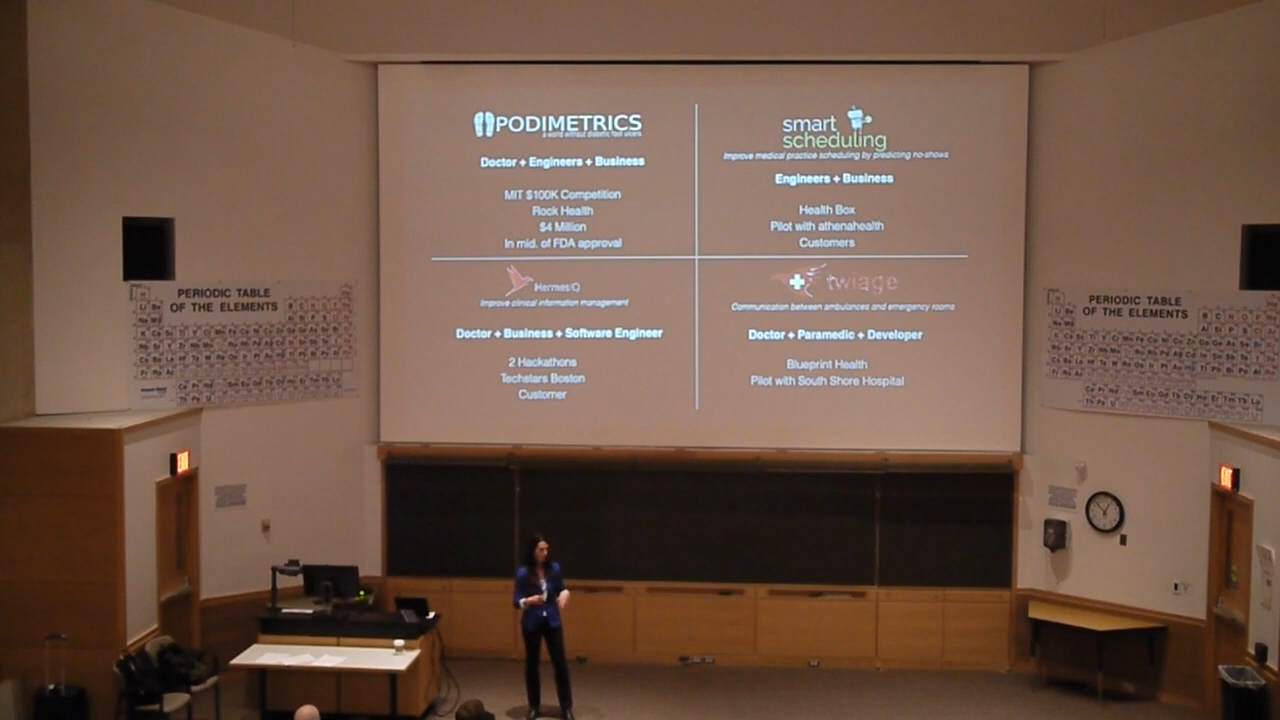 PODIMETRICS
a world without diabetic foot ulcers
Doctor + Engineers + Business
MIT $100K Competition
Rock Health
$4 Million
In mid. of FDA approval
smart
scheduling
Improve medical practice scheduling by predicting no-shows
Engineers + Business
Health Box
Pilot with athenahealth
Customers
HermesIQ
Improve clinical information management
Doctor + Business + Software Engineer
2 Hackathons
Techstars Boston
Customer
twiage
Communication between ambulances and emergency rooms
Doctor + Paramedic + Developer
Blueprint Health
Pilot with South Shore Hospital
PERIODIC TABLE
OF THE ELEMENTS
PERIODIC TABLE
OF THE ELEMENTS
EXIT
EXIT